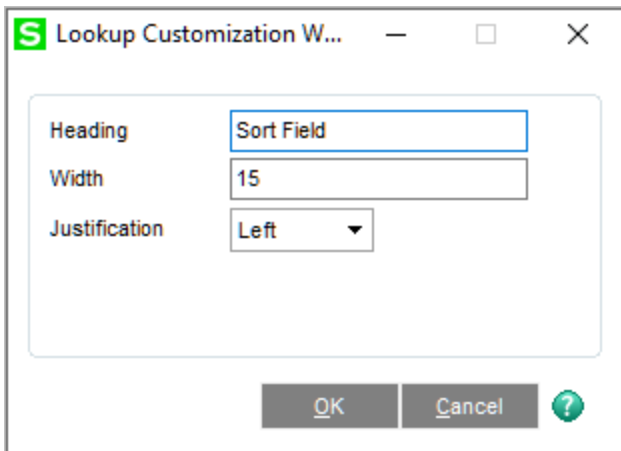 S Lookup Customization W...
Heading Sort Field
Width 15
Justification Left
OK Cancel ?